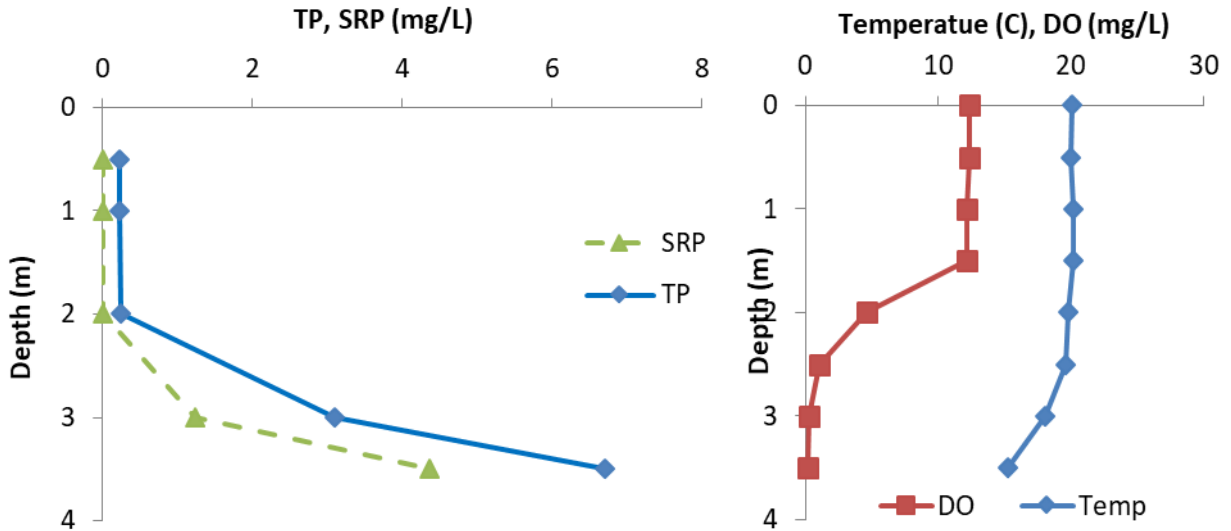 TP, SRP (mg/L)
0 2 4 6 8
0
1
2
3
4
Depth (m)
SRP
TP
Temperatue (C), DO (mg/L)
0 10 20 30
0
1
2
3
4
Depth (m)
DO Temp